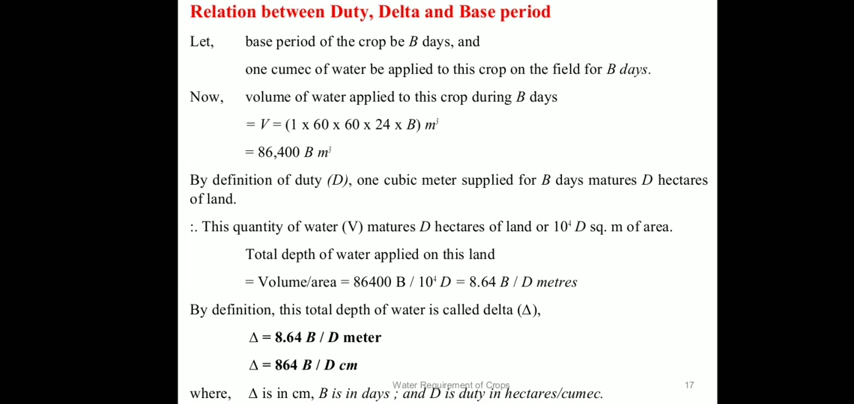 Relation between Duty, Delta and Base period
Let, base period of the crop be B days, and
one cumec of water be applied to this crop on the field for B days.
Now, volume of water applied to this crop during B days
= V = (1 x 60 x 60 x 24 x B) m³
= 86,400 B m³
By definition of duty (D), one cubic meter supplied for B days matures D hectares
of land.
:. This quantity of water (V) matures D hectares of land or 10⁴ D sq. m of area.
Total depth of water applied on this land
= Volume/area = 86400 B / 10⁴ D = 8.64 B / D metres
By definition, this total depth of water is called delta (Δ),
Δ = 8.64 B / D meter
Δ = 864 B / D cm
Water Requirement of Crops 17
where, Δ is in cm, B is in days ; and D is duty in hectares/cumec.